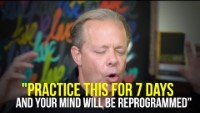 "PRACTICE THIS FOR 7 DAYS
AND YOUR MIND WILL BE REPROGRAMMED"